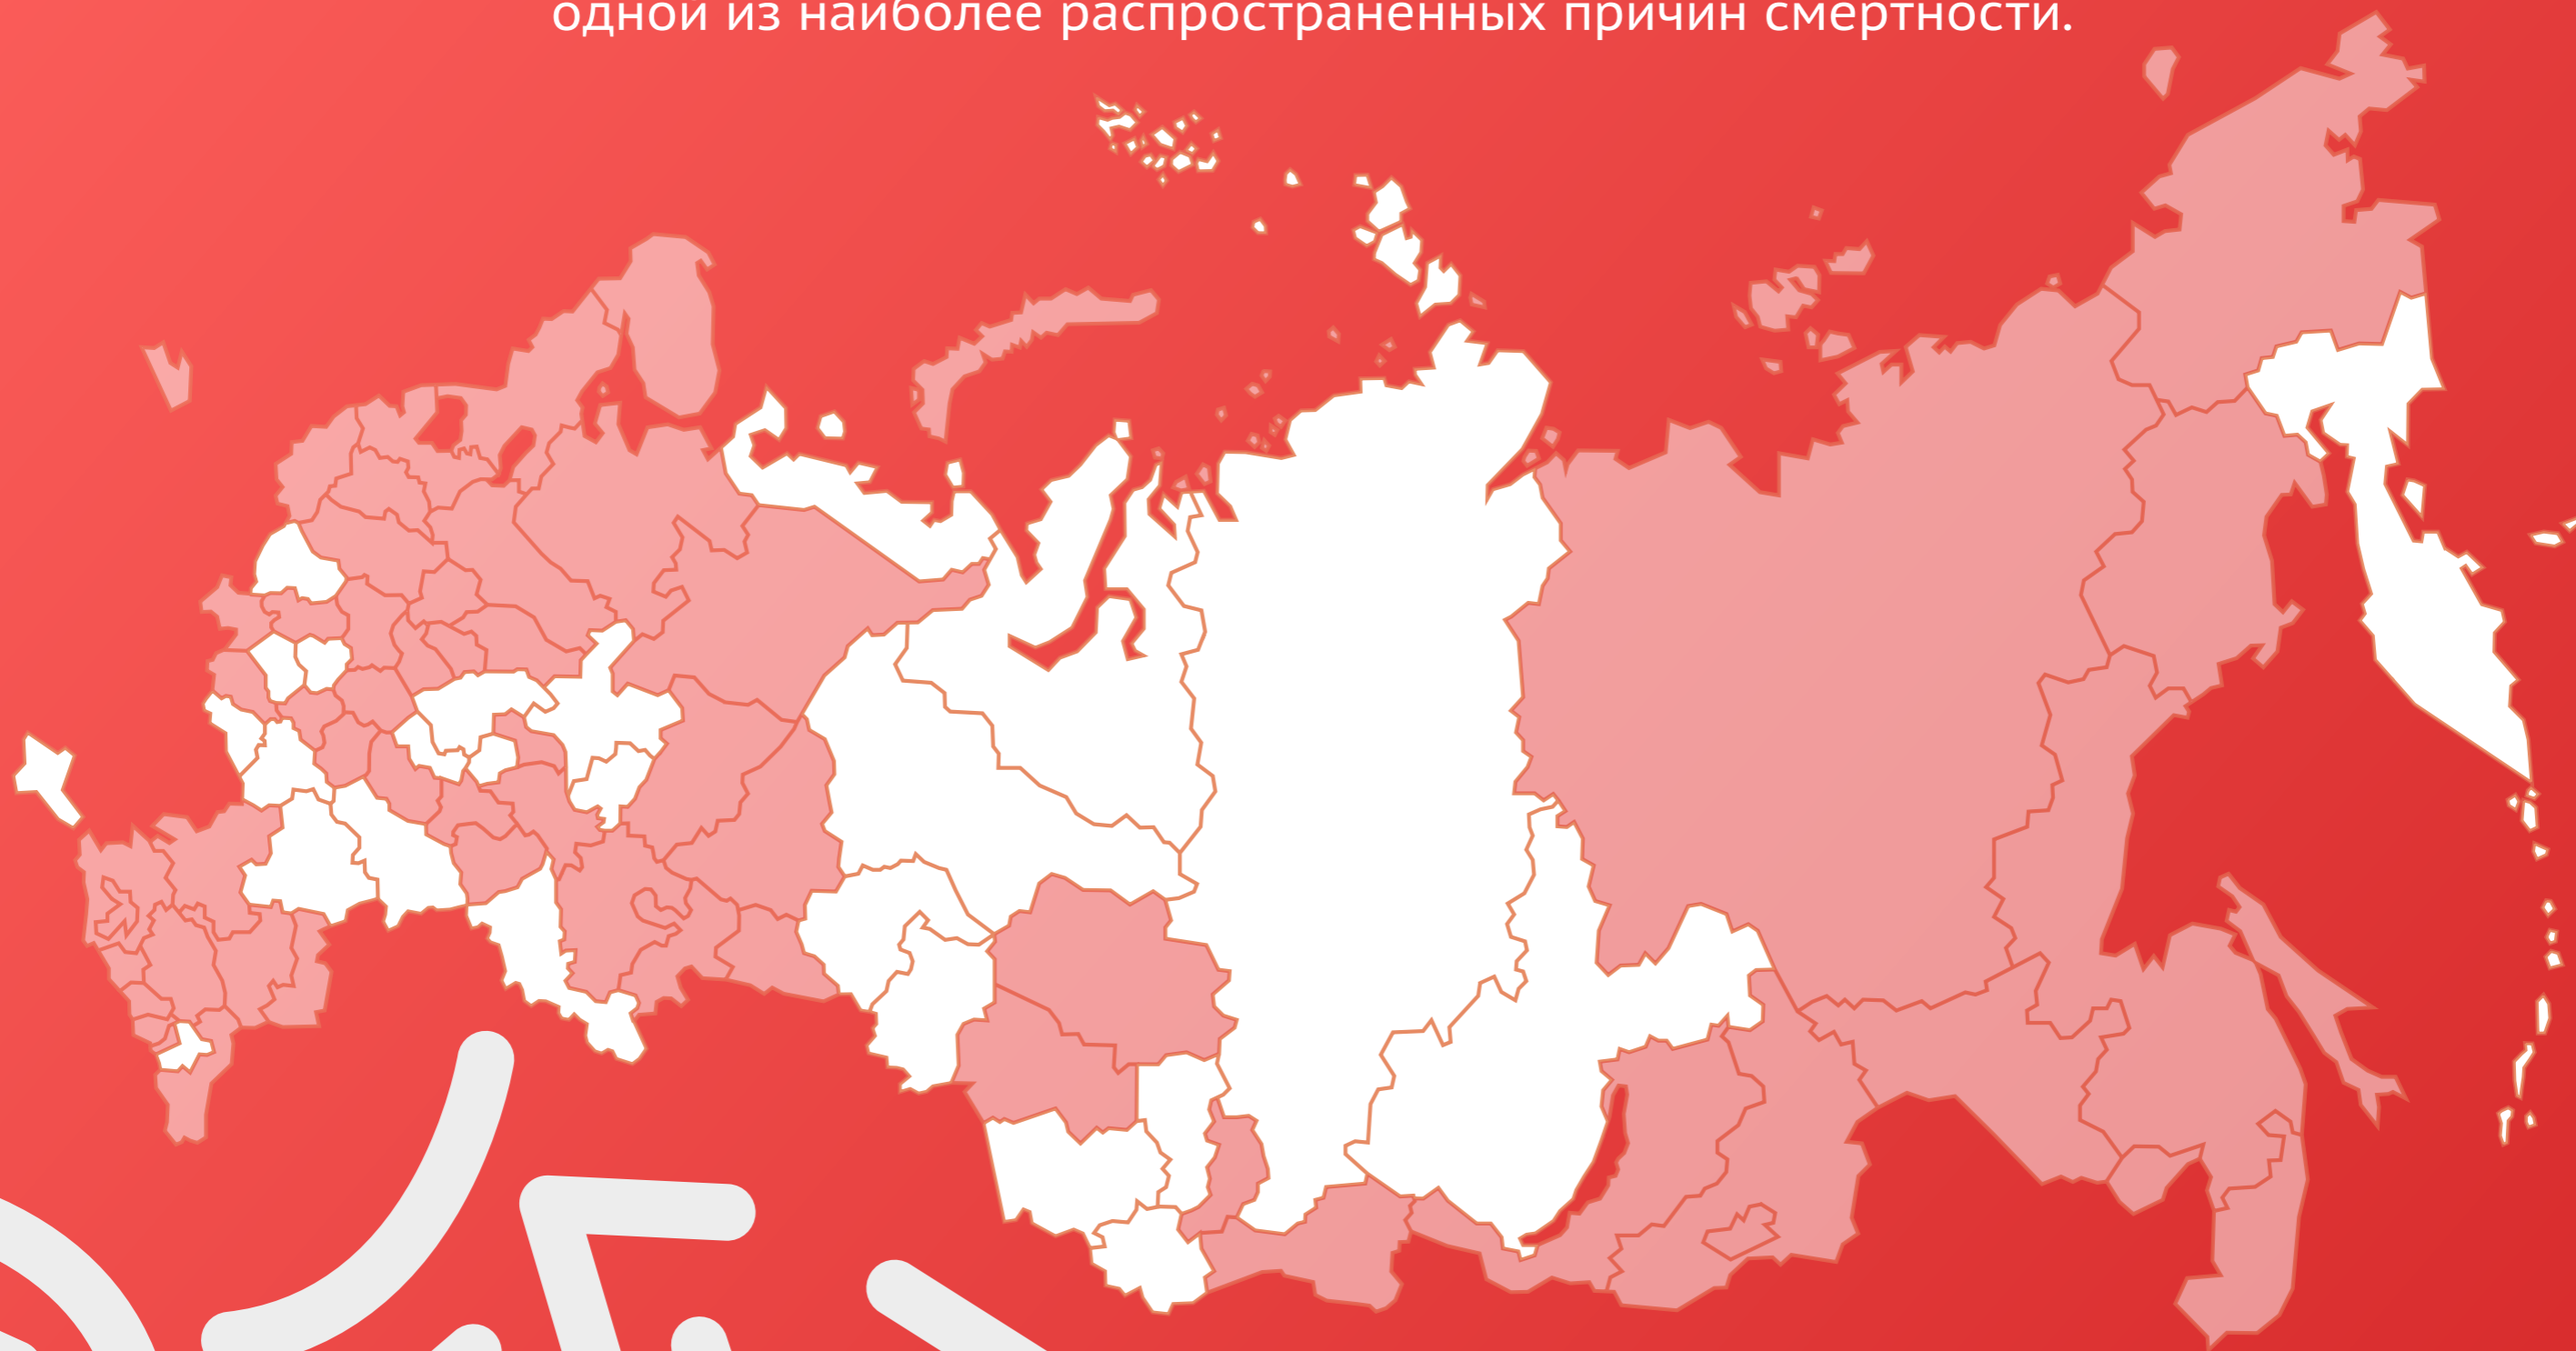 одной из наиболее распространенных причин смертности.